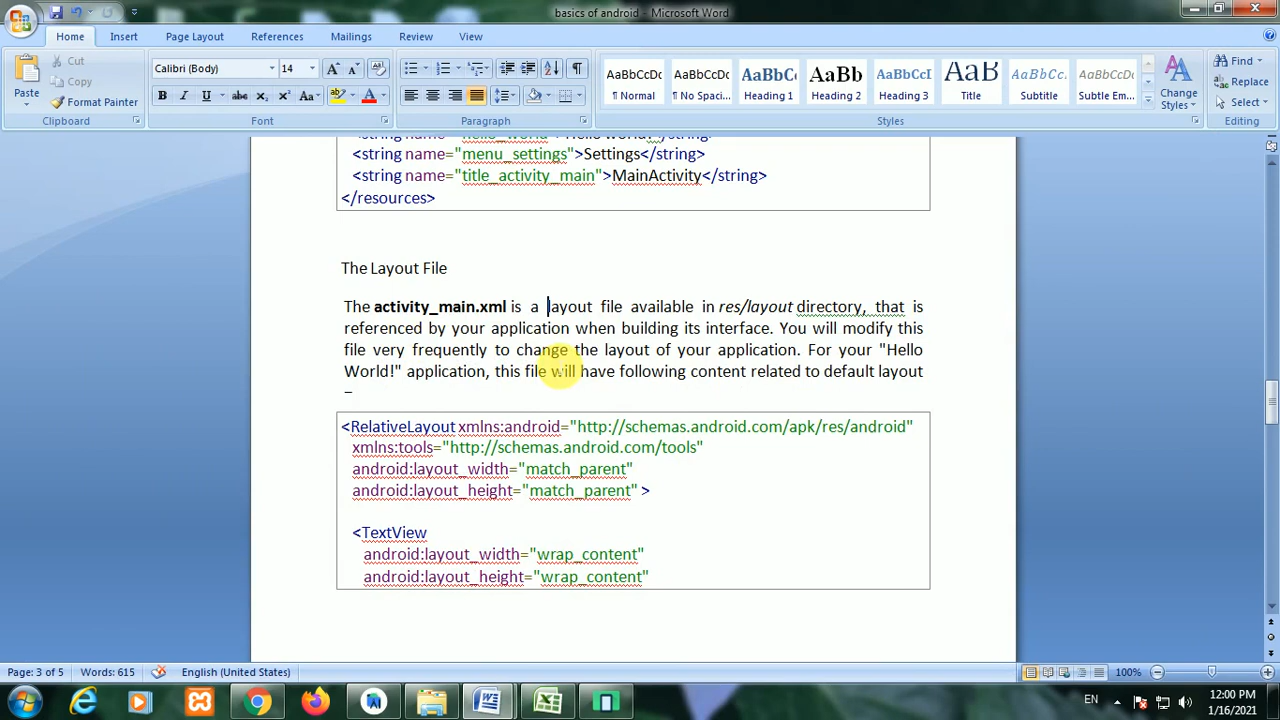 basics of android - Microsoft Word
Home Insert Page Layout References Mailings Review View
Paste
Cut
Copy
Format Painter
Clipboard
Calibri (Body) 14
B I U abc x₂ x² Aa
Font
Paragraph
AaBbCcDc AaBbCcDc AaBbCc AaBb AaBbCcI AaB AaBbCcI AaBbCcDc
¶ Normal ¶ No Spaci... Heading 1 Heading 2 Heading 3 Title Subtitle Subtle Em...
Change Styles
Styles
Find
Replace
Select
Editing
<string name="menu_settings">Settings</string>
<string name="title_activity_main">MainActivity</string>
</resources>
The Layout File
The activity_main.xml is a layout file available in res/layout directory, that is
referenced by your application when building its interface. You will modify this
file very frequently to change the layout of your application. For your "Hello
World!" application, this file will have following content related to default layout
–
<RelativeLayout xmlns:android="http://schemas.android.com/apk/res/android"
xmlns:tools="http://schemas.android.com/tools"
android:layout_width="match_parent"
android:layout_height="match_parent" >
<TextView
android:layout_width="wrap_content"
android:layout_height="wrap_content"
Page: 3 of 5 Words: 615 English (United States) 100%
EN 12:00 PM
1/16/2021